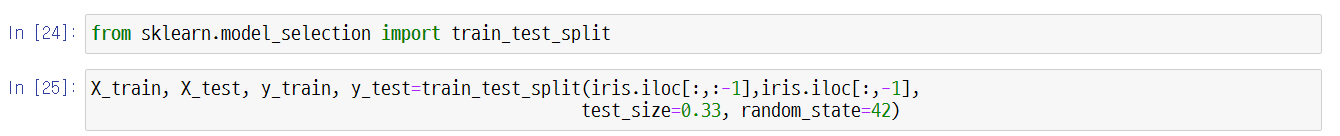 In [24]: from sklearn.model_selection import train_test_split
In [25]: X_train, X_test, y_train, y_test=train_test_split(iris.iloc[:,:-1],iris.iloc[:,-1],
test_size=0.33, random_state=42)